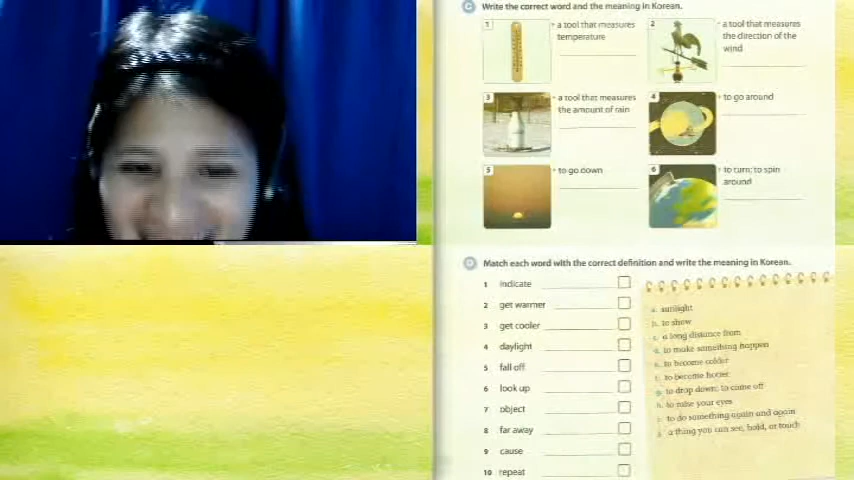 C Write the correct word and the meaning in Korean.
1
• a tool that measures
temperature
2
• a tool that measures
the direction of the
wind
3
• a tool that measures
the amount of rain
4
• to go around
5
• to go down
6
• to turn; to spin
around
D Match each word with the correct definition and write the meaning in Korean.
1 indicate
2 get warmer
3 get cooler
4 daylight
5 fall off
6 look up
7 object
8 far away
9 cause
10 repeat
a. sunlight
b. to show
c. a long distance from
d. to make something happen
e. to become colder
f. to become hotter
g. to drop down; to come off
h. to raise your eyes
i. to do something again and again
j. a thing you can see, hold, or touch